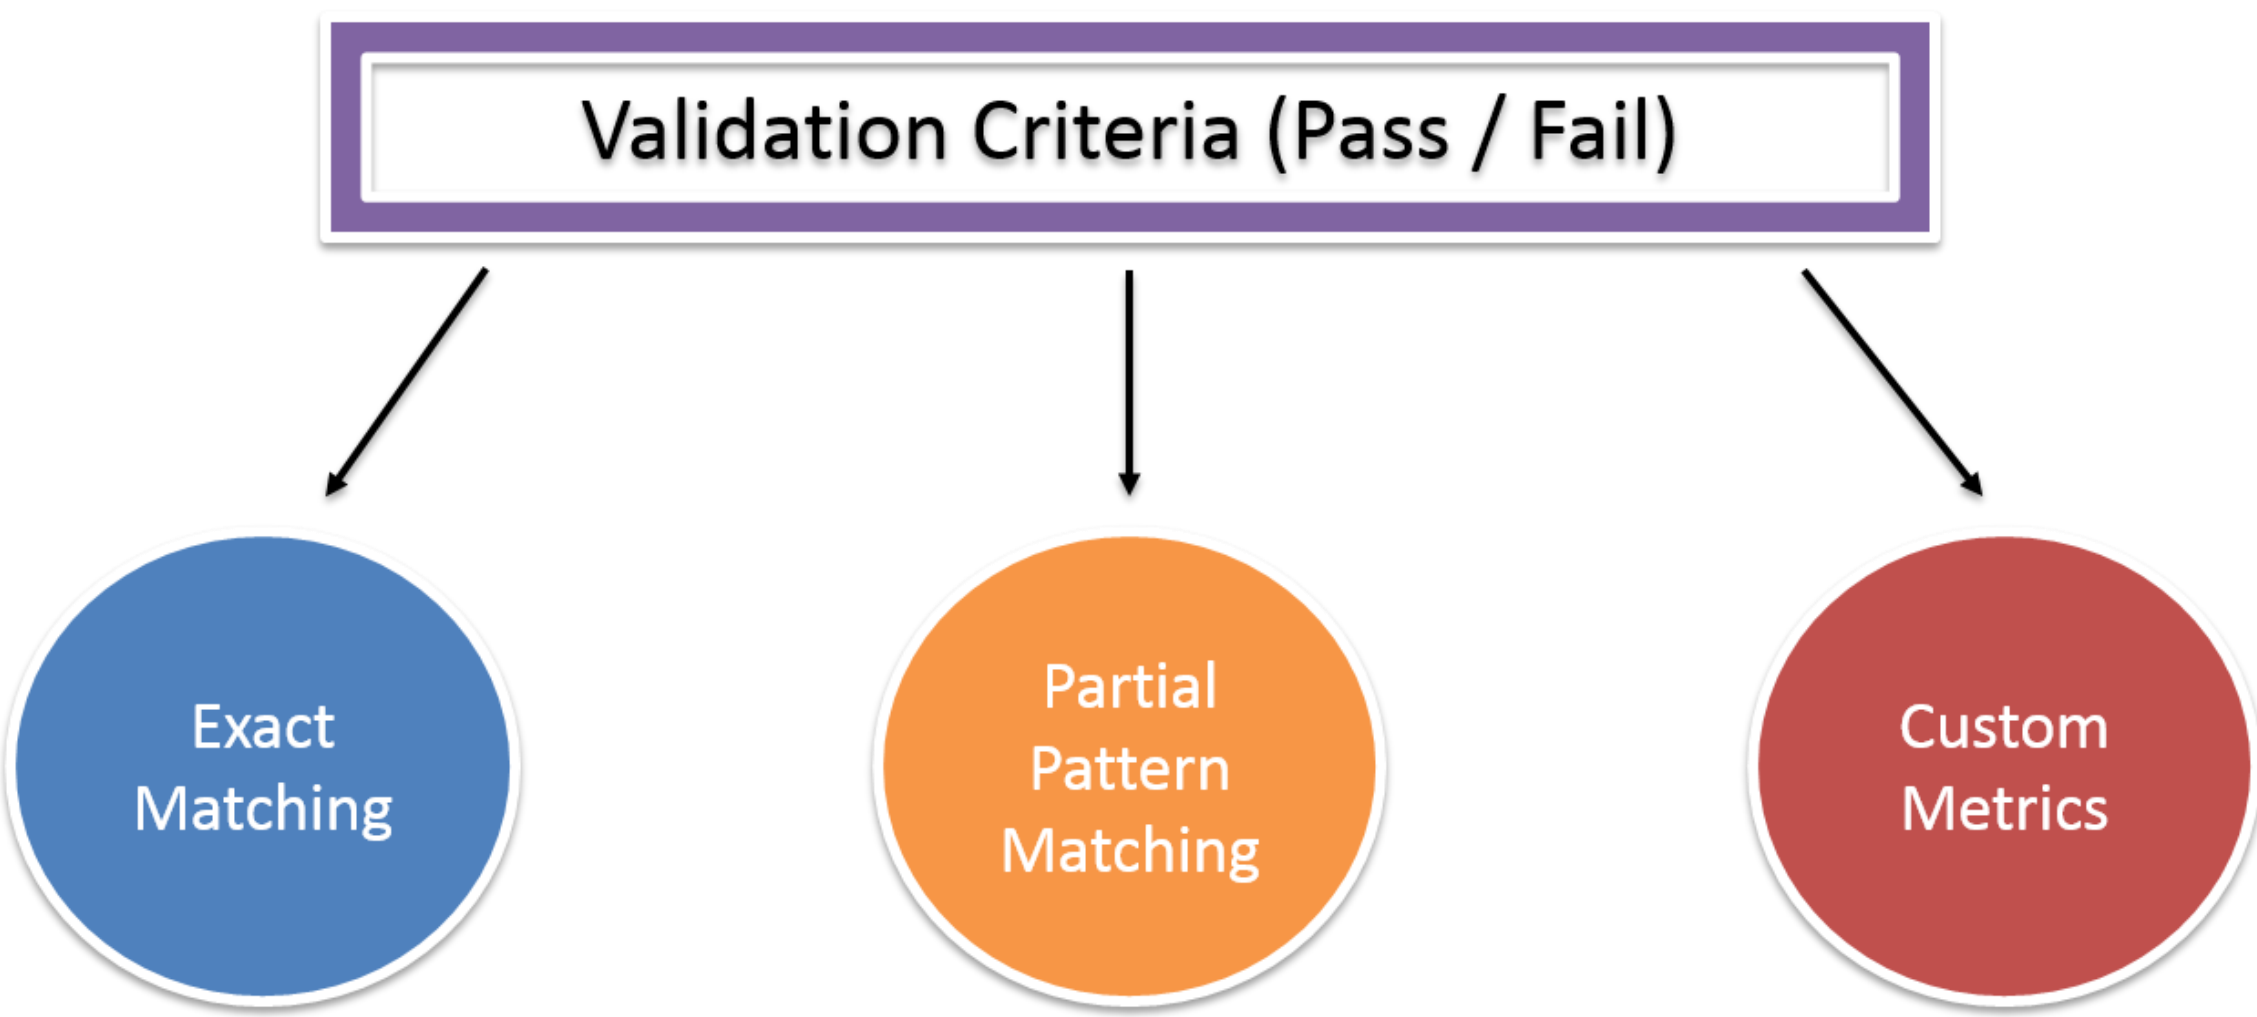 Validation Criteria (Pass / Fail)
Exact
Matching
Partial
Pattern
Matching
Custom
Metrics